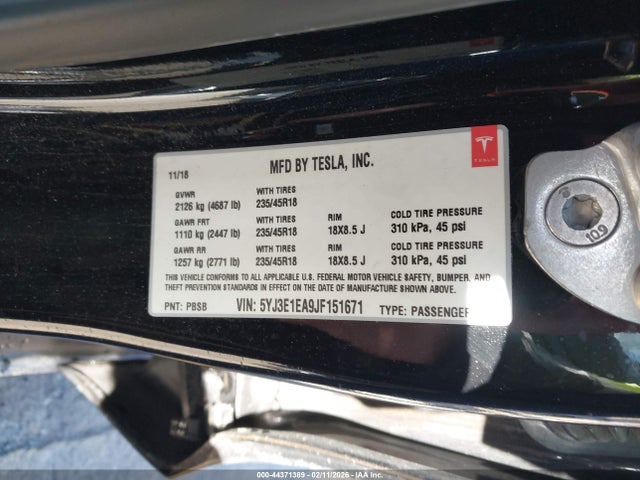 11/18 MFD BY TESLA, INC.
TESLA
GVWR WITH TIRES
2126 kg (4687 lb) 235/45R18
GAWR FRT WITH TIRES RIM COLD TIRE PRESSURE
1110 kg (2447 lb) 235/45R18 18X8.5 J 310 kPa, 45 psi
GAWR RR WITH TIRES RIM COLD TIRE PRESSURE
1257 kg (2771 lb) 235/45R18 18X8.5 J 310 kPa, 45 psi
THIS VEHICLE CONFORMS TO ALL APPLICABLE U.S. FEDERAL MOTOR VEHICLE SAFETY, BUMPER, AND
THEFT PREVENTION STANDARDS IN EFFECT ON THE DATE OF MANUFACTURE SHOWN ABOVE.
PNT: PBSB VIN: 5YJ3E1EA9JF151671 TYPE: PASSENGER
10.9
000-44371389 - 02/11/2026 - IAAI.COM